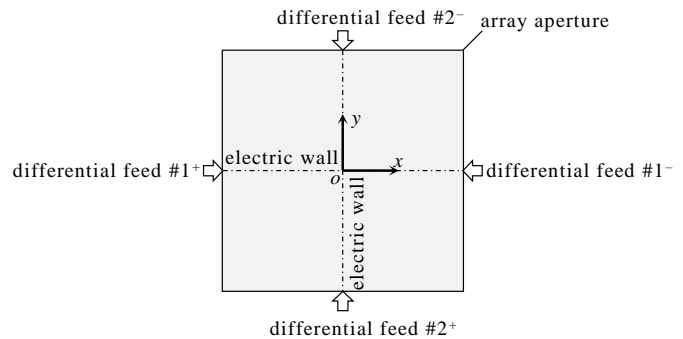 differential feed #2⁻
array aperture
y
electric wall
x
differential feed #1⁺
differential feed #1⁻
o
electric wall
differential feed #2⁺